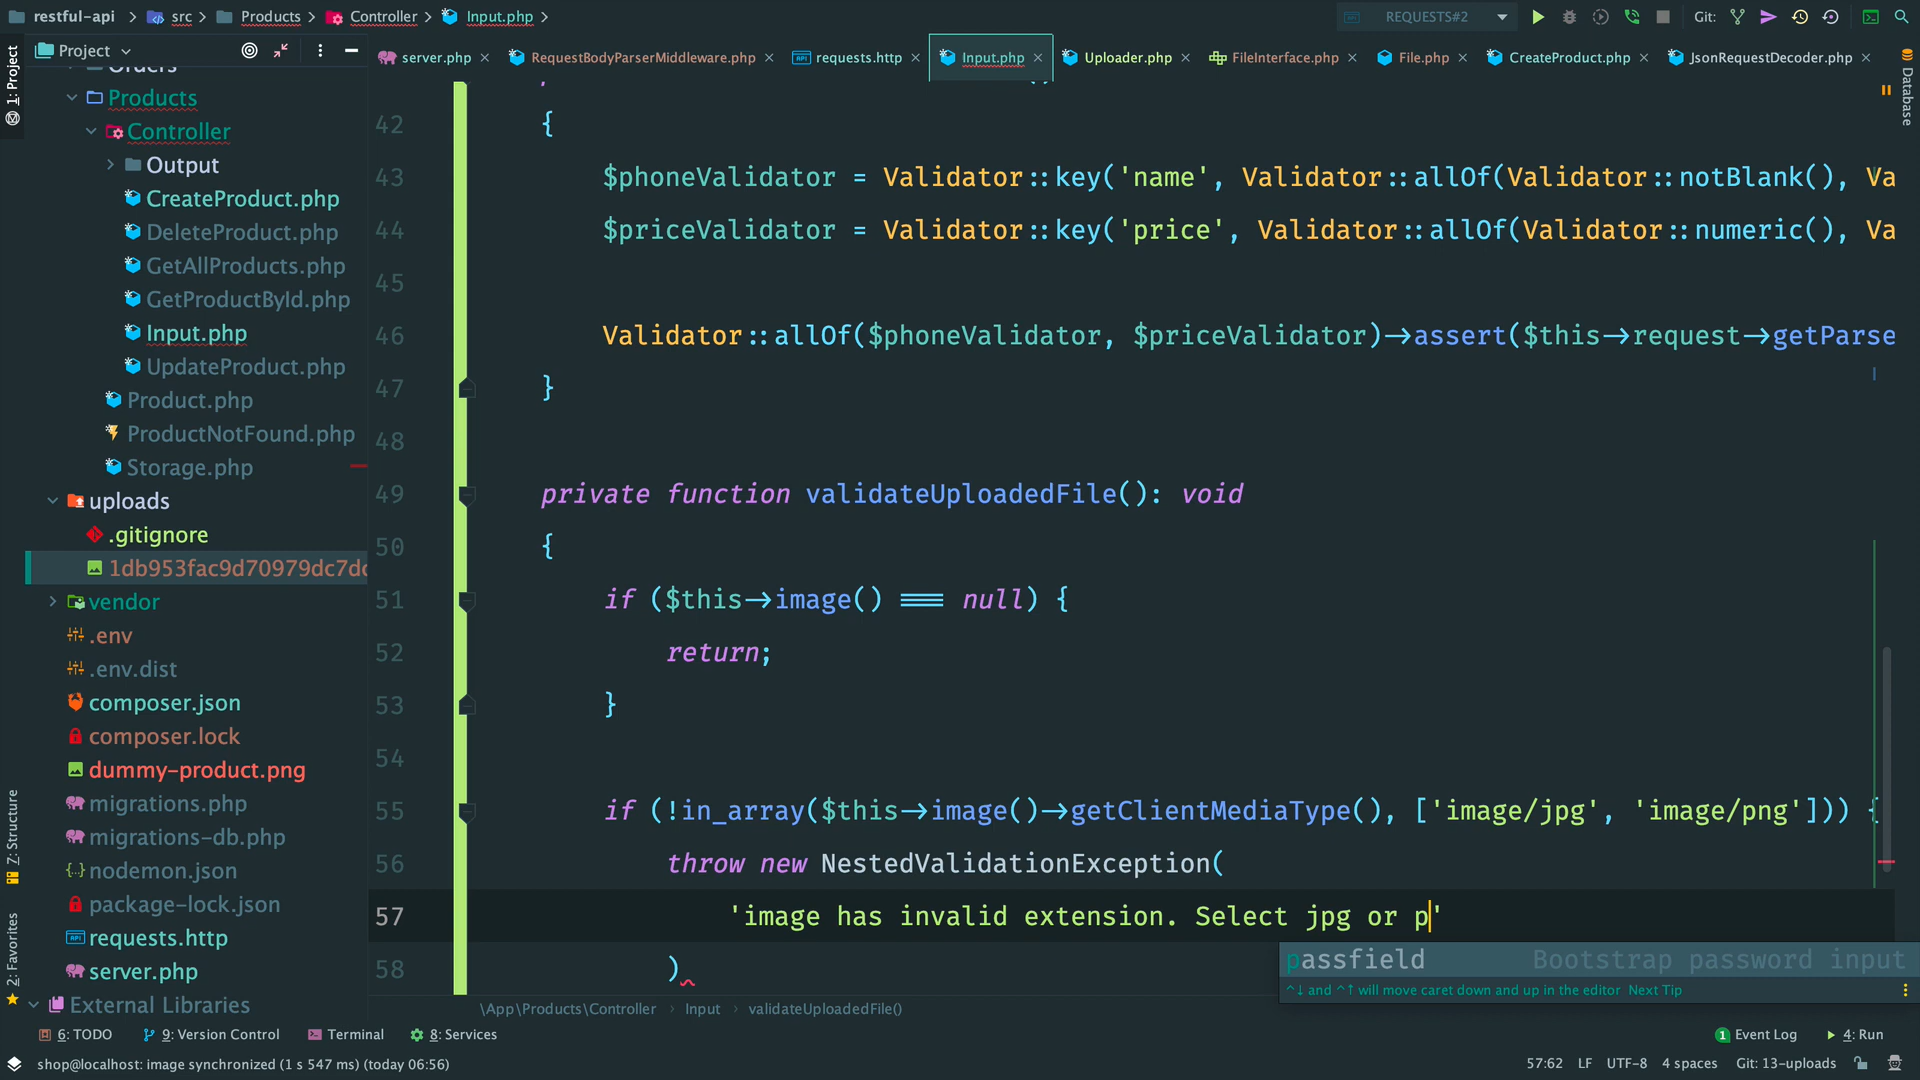 restful-api
src
Products
Controller
Input.php
REQUESTS#2
Git:
1: Project
Project
server.php
RequestBodyParserMiddleware.php
requests.http
Input.php
Uploader.php
FileInterface.php
File.php
CreateProduct.php
JsonRequestDecoder.php
Database
Orders
Products
Controller
Output
CreateProduct.php
DeleteProduct.php
GetAllProducts.php
GetProductById.php
Input.php
UpdateProduct.php
Product.php
ProductNotFound.php
Storage.php
uploads
.gitignore
1db953fac9d70979dc7d
vendor
.env
.env.dist
composer.json
composer.lock
dummy-product.png
migrations.php
migrations-db.php
nodemon.json
package-lock.json
requests.http
server.php
External Libraries
7: Structure
2: Favorites
42 {
43 $phoneValidator = Validator::key('name', Validator::allOf(Validator::notBlank(), Va
44 $priceValidator = Validator::key('price', Validator::allOf(Validator::numeric(), Va
45
46 Validator::allOf($phoneValidator, $priceValidator)->assert($this->request->getParse
47 }
48
49 private function validateUploadedFile(): void
50 {
51 if ($this->image() === null) {
52 return;
53 }
54
55 if (!in_array($this->image()->getClientMediaType(), ['image/jpg', 'image/png'])) {
56 throw new NestedValidationException(
57 'image has invalid extension. Select jpg or p'
58 )
passfield Bootstrap password input
^↓ and ^↑ will move caret down and up in the editor Next Tip
\App\Products\Controller
Input
validateUploadedFile()
6: TODO
9: Version Control
Terminal
8: Services
1 Event Log
4: Run
shop@localhost: image synchronized (1 s 547 ms) (today 06:56)
57:62 LF UTF-8 4 spaces Git: 13-uploads